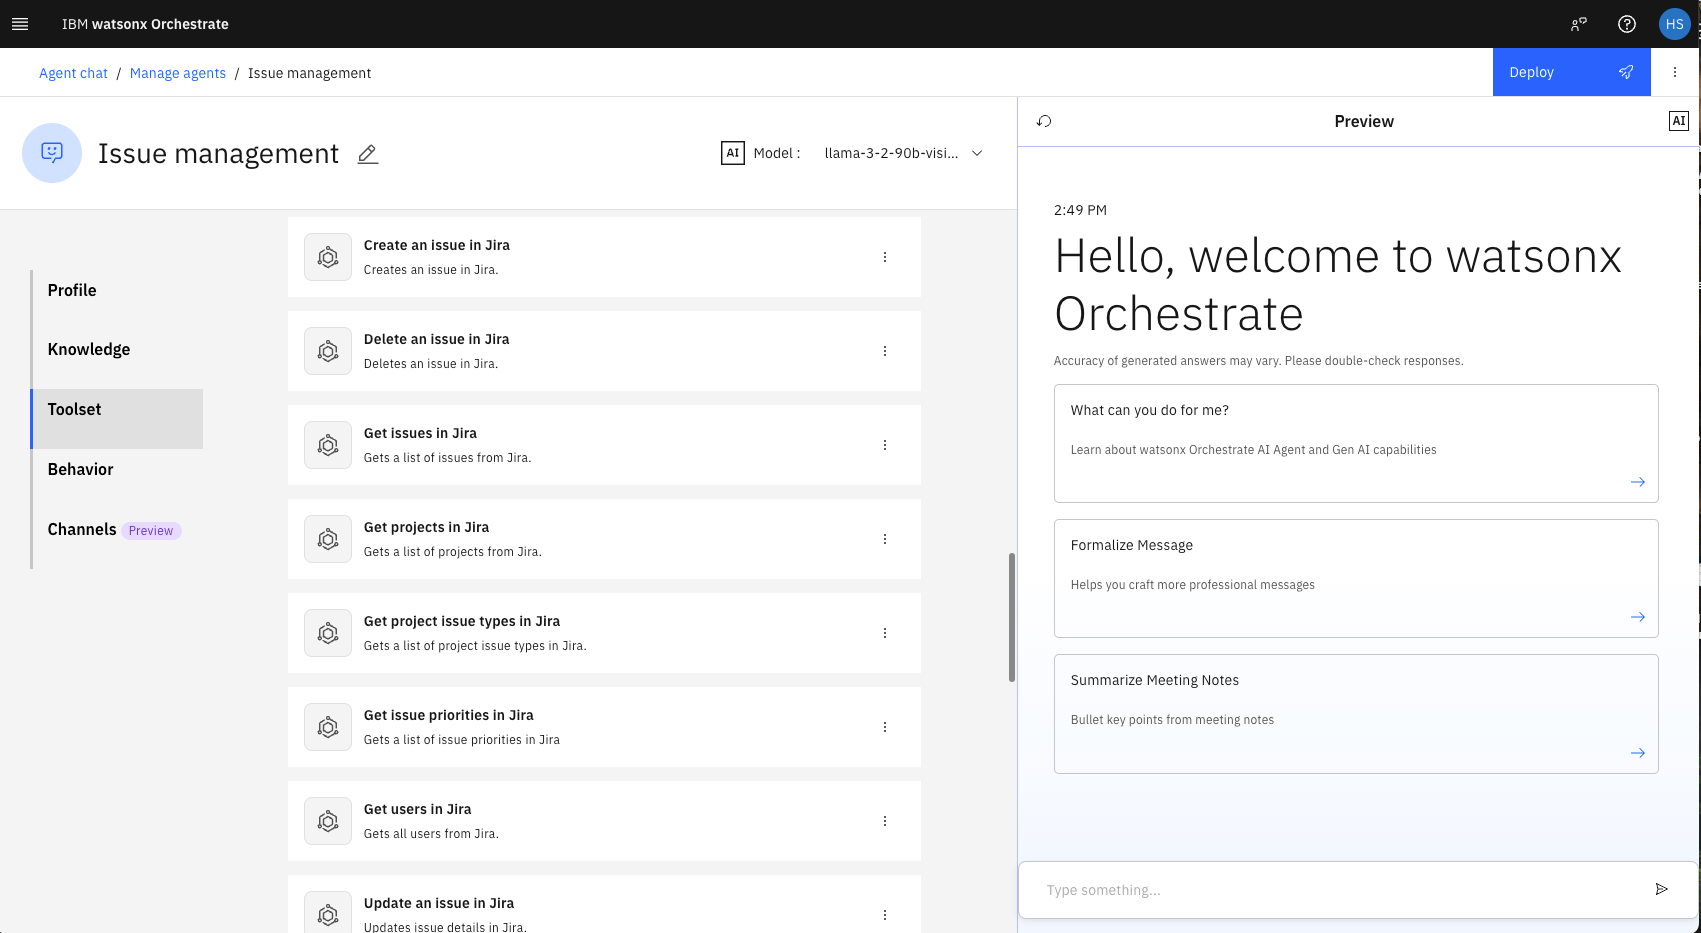 IBM watsonx Orchestrate
HS
Agent chat / Manage agents / Issue management
Deploy
Issue management
AI Model : llama-3-2-90b-visi...
Profile
Knowledge
Toolset
Behavior
Channels Preview
Create an issue in Jira
Creates an issue in Jira.
Delete an issue in Jira
Deletes an issue in Jira.
Get issues in Jira
Gets a list of issues from Jira.
Get projects in Jira
Gets a list of projects from Jira.
Get project issue types in Jira
Gets a list of project issue types in Jira.
Get issue priorities in Jira
Gets a list of issue priorities in Jira
Get users in Jira
Gets all users from Jira.
Update an issue in Jira
Updates issue details in Jira.
Preview
AI
2:49 PM
Hello, welcome to watsonx
Orchestrate
Accuracy of generated answers may vary. Please double-check responses.
What can you do for me?
Learn about watsonx Orchestrate AI Agent and Gen AI capabilities
Formalize Message
Helps you craft more professional messages
Summarize Meeting Notes
Bullet key points from meeting notes
Type something...